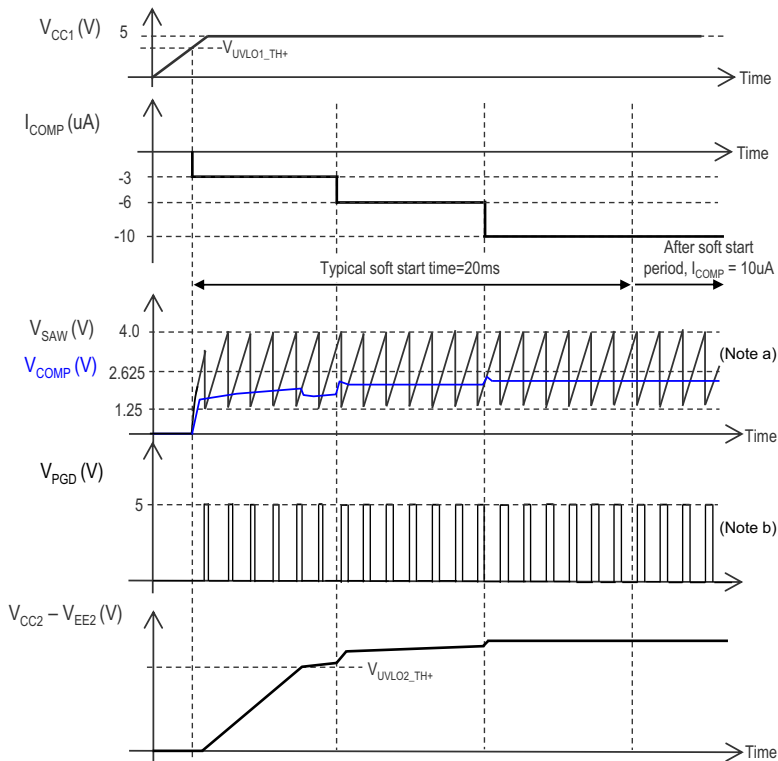 V_CC1 (V)
5
V_UVLO1_TH+
Time
I_COMP (uA)
Time
-3
-6
-10
Typical soft start time=20ms
After soft start
period, I_COMP = 10uA
V_SAW (V)
4.0
V_COMP (V)
2.625
(Note a)
1.25
Time
V_PGD (V)
5
(Note b)
V_CC2 – V_EE2 (V)
V_UVLO2_TH+
Time